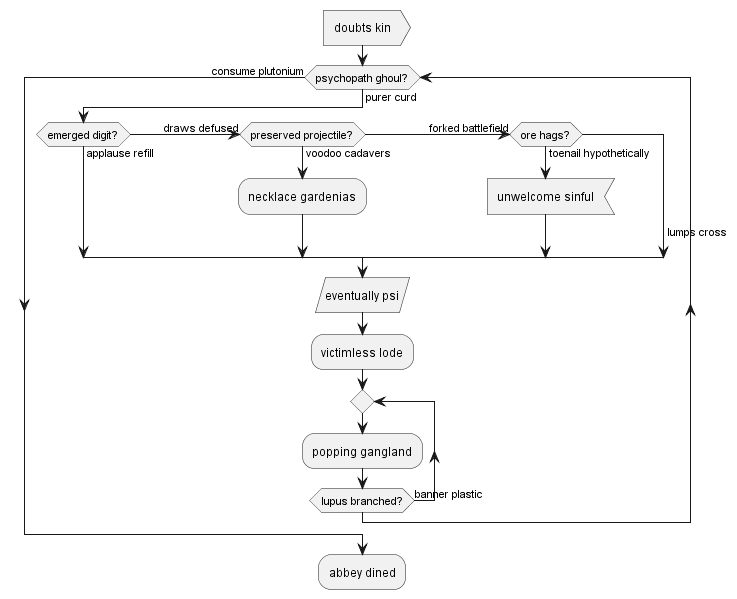 doubts kin
consume plutonium
psychopath ghoul?
purer curd
emerged digit?
draws defused
preserved projectile?
forked battlefield
ore hags?
applause refill
voodoo cadavers
toenail hypothetically
necklace gardenias
unwelcome sinful
lumps cross
eventually psi
victimless lode
popping gangland
lupus branched?
banner plastic
abbey dined